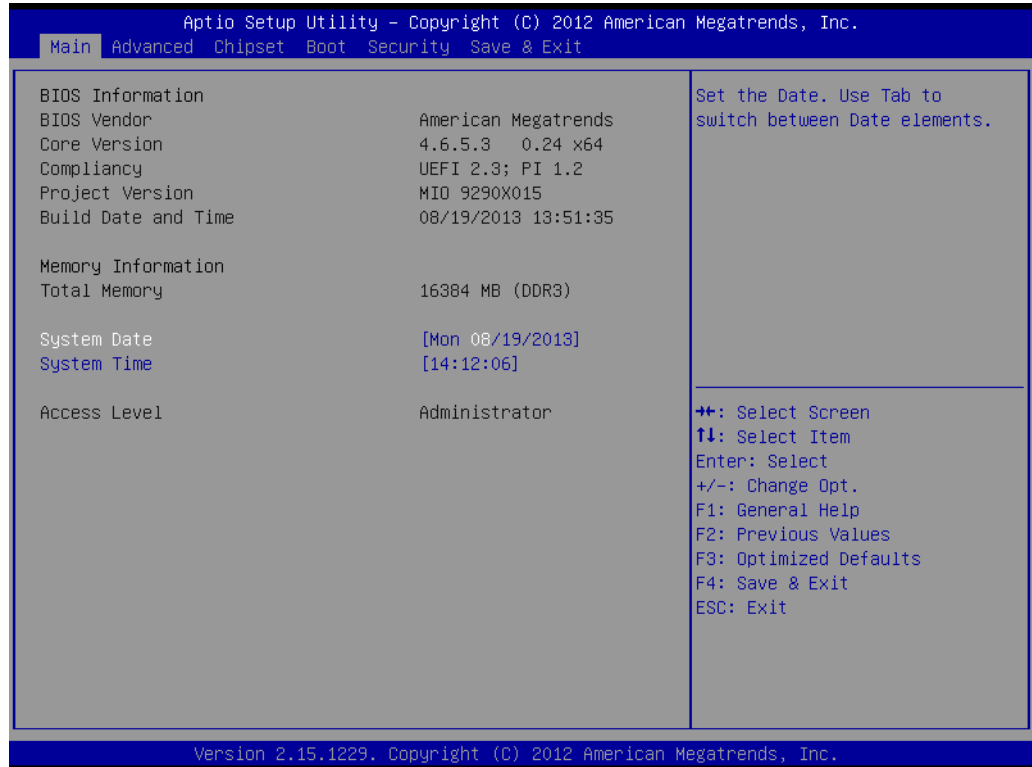 Aptio Setup Utility – Copyright (C) 2012 American Megatrends, Inc.
Main Advanced Chipset Boot Security Save & Exit
BIOS Information
BIOS Vendor American Megatrends
Core Version 4.6.5.3 0.24 x64
Compliancy UEFI 2.3; PI 1.2
Project Version MIO 9290X015
Build Date and Time 08/19/2013 13:51:35
Memory Information
Total Memory 16384 MB (DDR3)
System Date [Mon 08/19/2013]
System Time [14:12:06]
Access Level Administrator
Set the Date. Use Tab to
switch between Date elements.
→←: Select Screen
↑↓: Select Item
Enter: Select
+/-: Change Opt.
F1: General Help
F2: Previous Values
F3: Optimized Defaults
F4: Save & Exit
ESC: Exit
Version 2.15.1229. Copyright (C) 2012 American Megatrends, Inc.